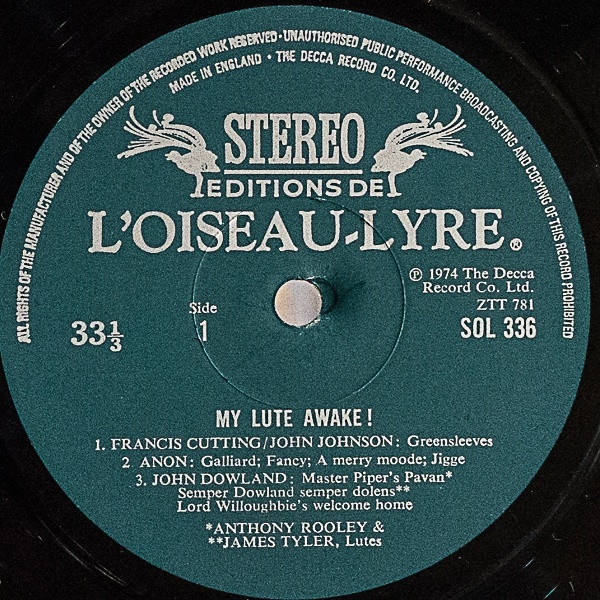 ALL RIGHTS OF THE MANUFACTURER AND OF THE OWNER OF THE RECORDED WORK RESERVED · UNAUTHORISED PUBLIC PERFORMANCE BROADCASTING AND COPYING OF THIS RECORD PROHIBITED
MADE IN ENGLAND · THE DECCA RECORD CO. LTD.
STEREO
EDITIONS DE
L'OISEAU-LYRE®
℗ 1974 The Decca
Record Co. Ltd.
ZTT 781
Side
33⅓ 1 SOL 336
MY LUTE AWAKE!
1. FRANCIS CUTTING/JOHN JOHNSON: Greensleeves
2 ANON: Galliard; Fancy; A merry moode; Jigge
3. JOHN DOWLAND: Master Piper's Pavan*
Semper Dowland semper dolens**
Lord Willoughbie's welcome home
*ANTHONY ROOLEY &
**JAMES TYLER, Lutes